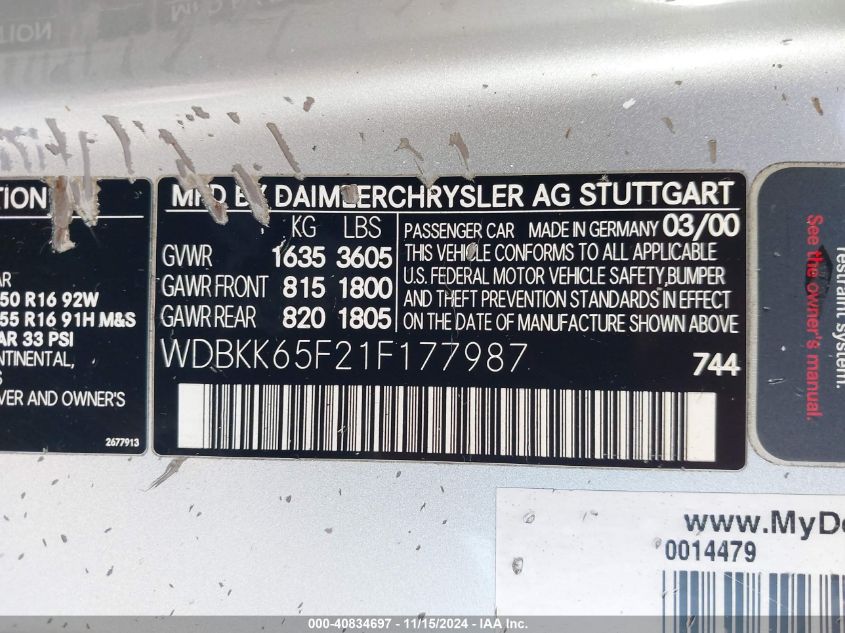 TION
MFD BY DAIMLERCHRYSLER AG STUTTGART
KG LBS
GVWR 1635 3605
GAWR FRONT 815 1800
GAWR REAR 820 1805
PASSENGER CAR MADE IN GERMANY 03/00
THIS VEHICLE CONFORMS TO ALL APPLICABLE
U.S. FEDERAL MOTOR VEHICLE SAFETY, BUMPER
AND THEFT PREVENTION STANDARDS IN EFFECT
ON THE DATE OF MANUFACTURE SHOWN ABOVE
WDBKK65F21F177987
744
TION
AR
50 R16 92W
55 R16 91H M&S
AR 33 PSI
NTINENTAL,
S
VER AND OWNER'S
2677913
restraint system.
See the owner's manual.
www.MyDe
0014479
000-40834697 - 11/15/2024 - IAA Inc.